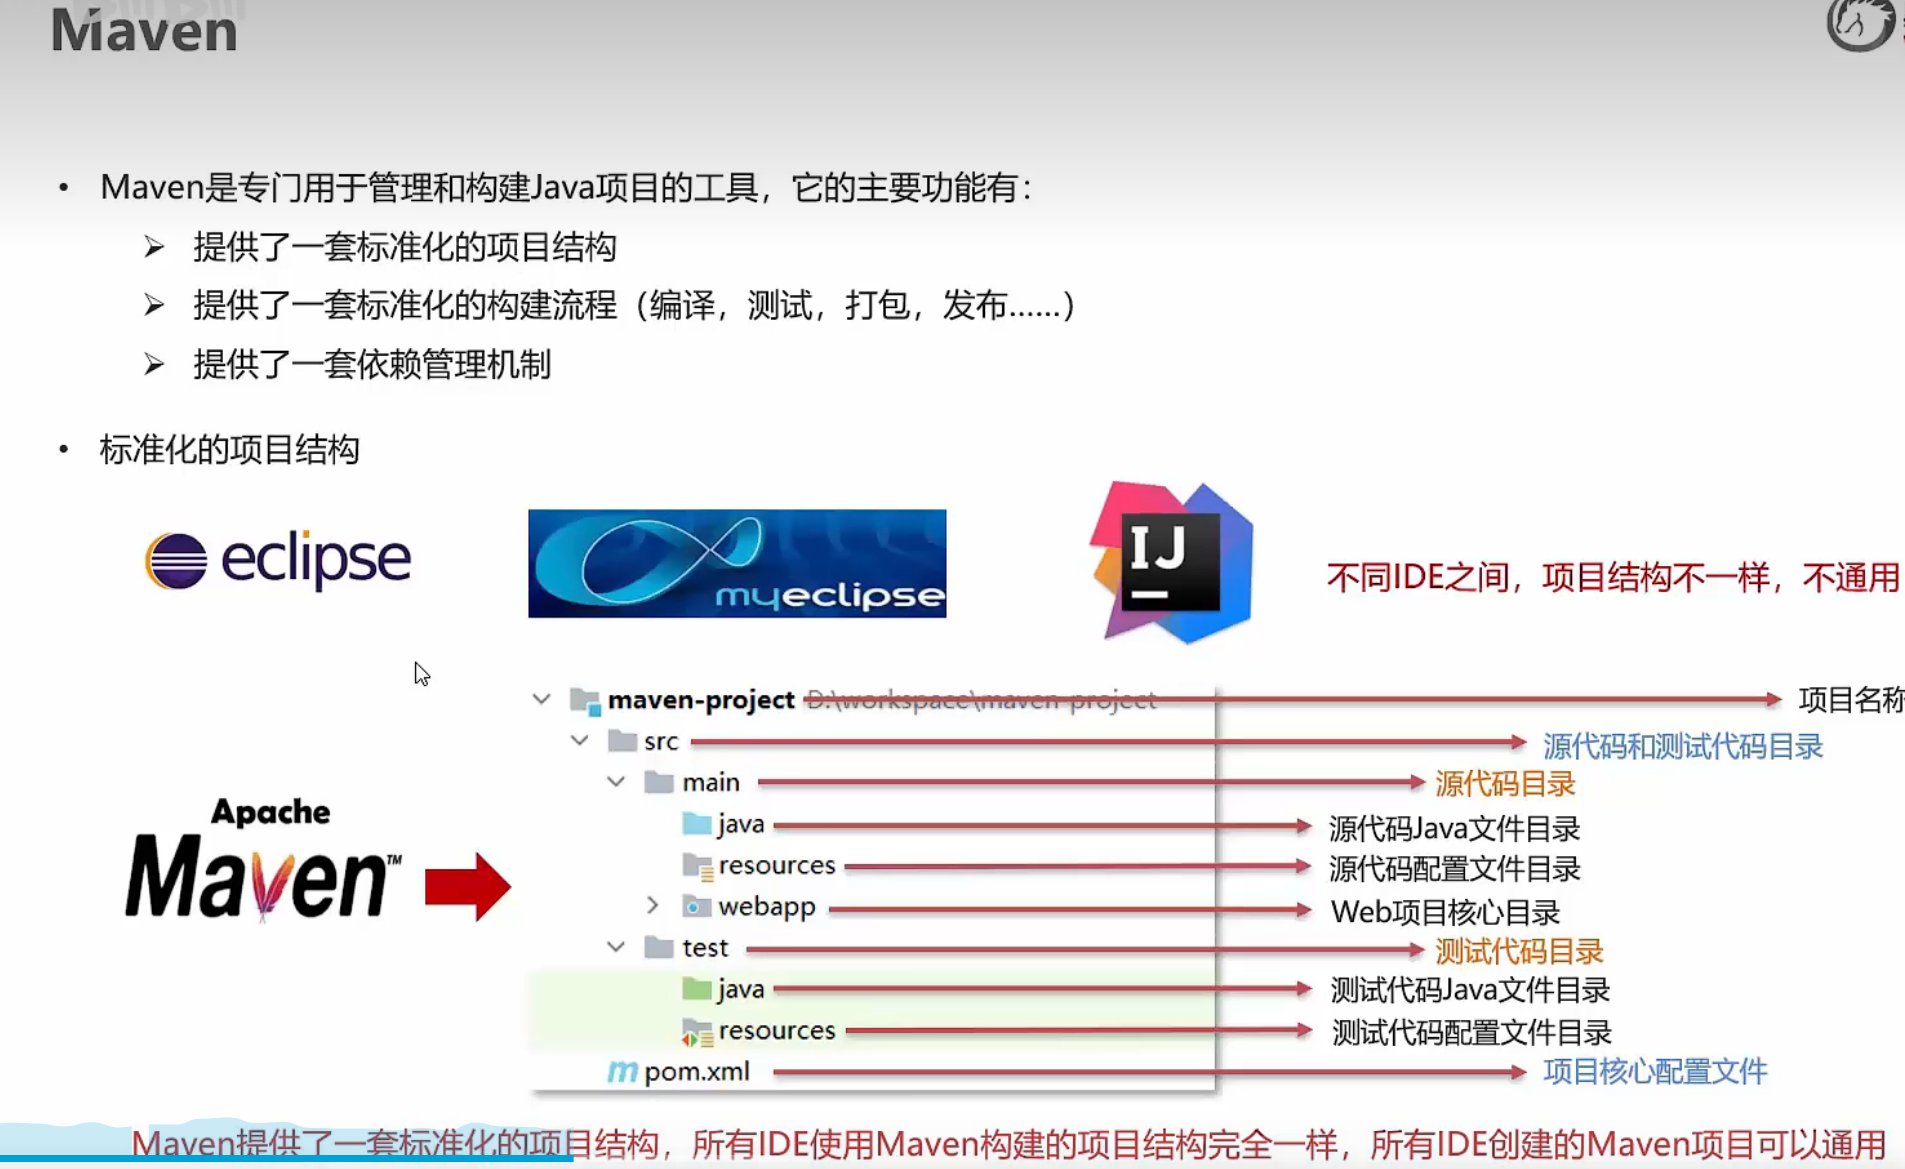 Maven
Maven是专门用于管理和构建Java项目的工具，它的主要功能有：
提供了一套标准化的项目结构
提供了一套标准化的构建流程（编译，测试，打包，发布……）
提供了一套依赖管理机制
标准化的项目结构
eclipse
myeclipse
IJ
不同IDE之间，项目结构不一样，不通用
maven-project D:\workspace\maven-project 项目名称
src 源代码和测试代码目录
main 源代码目录
java 源代码Java文件目录
resources 源代码配置文件目录
webapp Web项目核心目录
test 测试代码目录
java 测试代码Java文件目录
resources 测试代码配置文件目录
pom.xml 项目核心配置文件
Apache
Maven™
Maven提供了一套标准化的项目结构，所有IDE使用Maven构建的项目结构完全一样，所有IDE创建的Maven项目可以通用